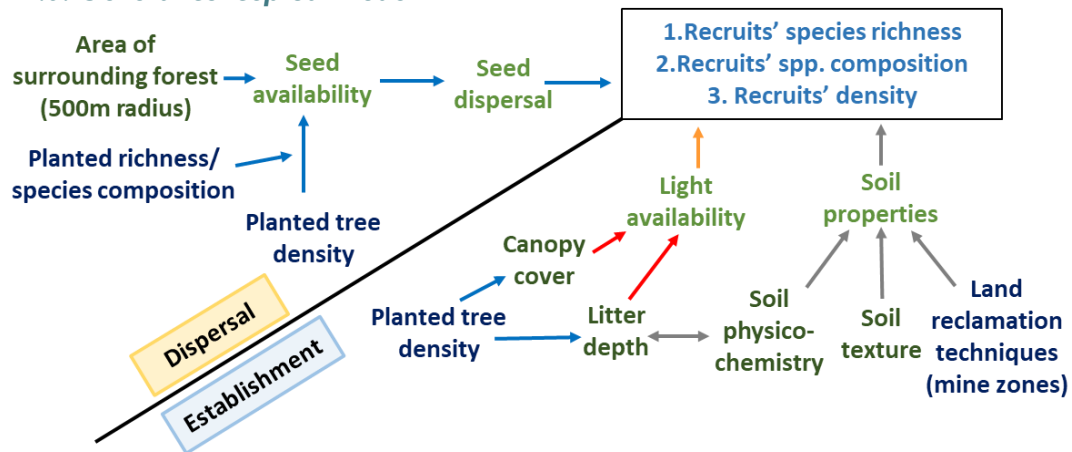 Area of
surrounding forest
(500m radius)
Seed
availability
Seed
dispersal
1.Recruits’ species richness
2.Recruits’ spp. composition
3. Recruits’ density
Planted richness/
species composition
Planted tree
density
Light
availability
Soil
properties
Canopy
cover
Planted tree
density
Litter
depth
Soil
physico-
chemistry
Soil
texture
Land
reclamation
techniques
(mine zones)
Dispersal
Establishment